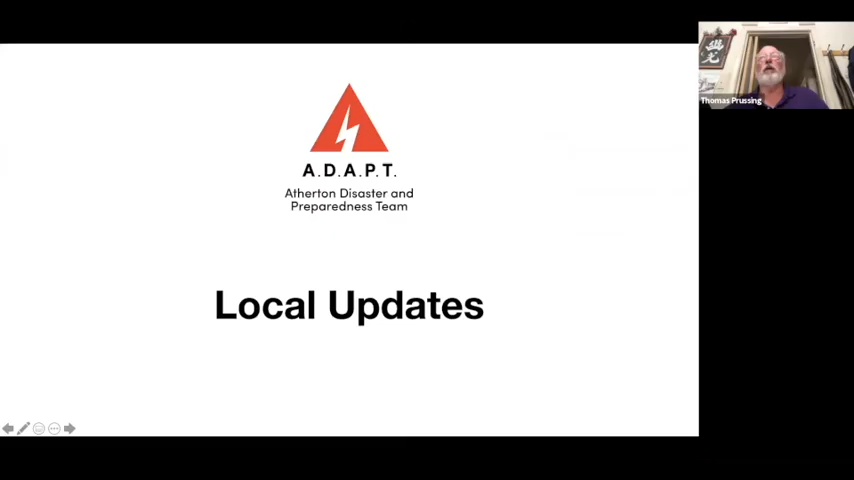 A.D.A.P.T.
Atherton Disaster and
Preparedness Team
Local Updates
Thomas Prussing